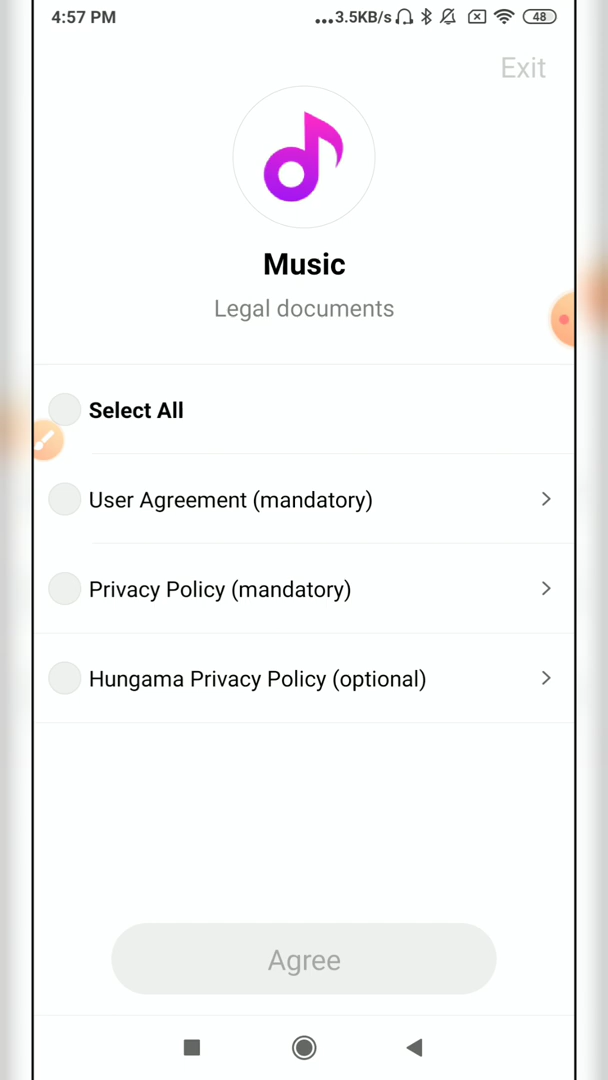 4:57 PM ...3.5KB/s 48
Exit
Music
Legal documents
Select All
User Agreement (mandatory)
Privacy Policy (mandatory)
Hungama Privacy Policy (optional)
Agree